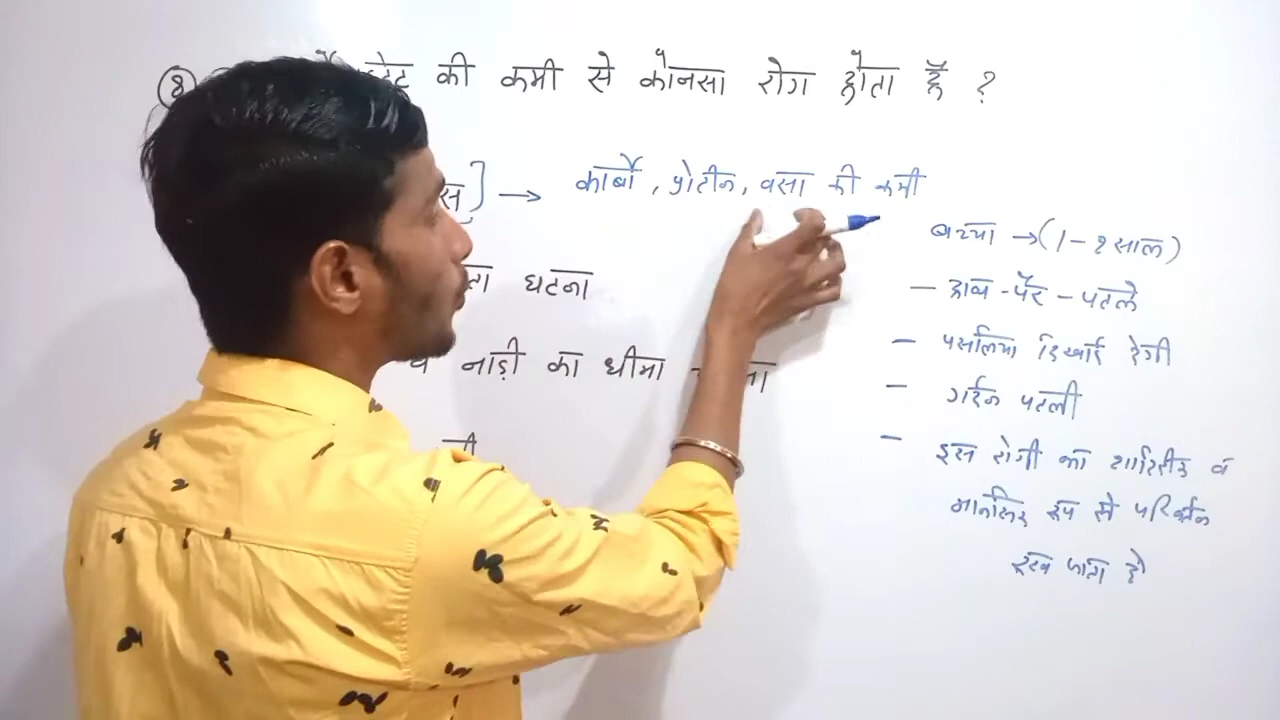 की कमी से कौनसा रोग होता है ?
स] → कार्बो, प्रोटीन, वसा की कमी
घटना
व नाड़ी का धीमा
बच्चा → (1-2 साल)
- हाथ - पैर - पतले
- पसलिया दिखाई देगी
- गर्दन पतली
- इस रोगी का शारिरीक व
मानसिक रूप से परिवर्तन